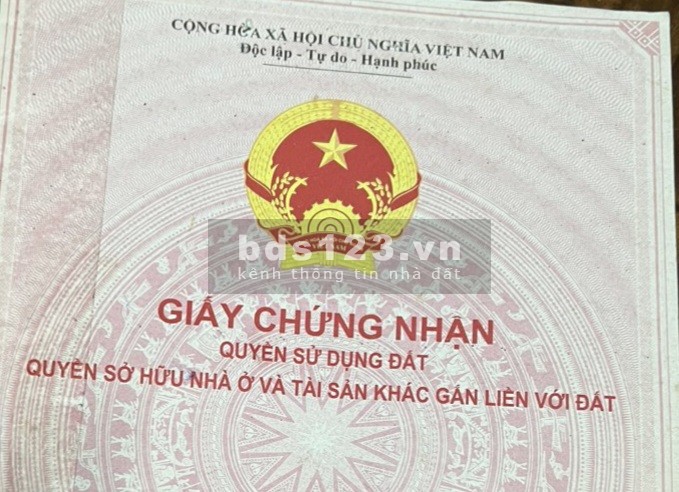 CỘNG HÒA XÃ HỘI CHỦ NGHĨA VIỆT NAM
Độc lập - Tự do - Hạnh phúc
bds123.vn
kênh thông tin nhà đất
GIẤY CHỨNG NHẬN
QUYỀN SỬ DỤNG ĐẤT
QUYỀN SỞ HỮU NHÀ Ở VÀ TÀI SẢN KHÁC GẮN LIỀN VỚI ĐẤT